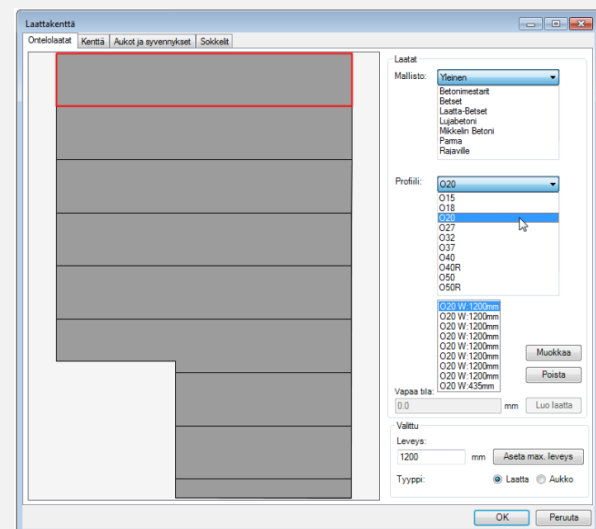 Laattakenttä
Ontelolaatat Kenttä Aukot ja syvennykset Sokkelit
Laatat
Mallisto: Yleinen
Betonimestarit
Betset
Laatta-Betset
Lujabetoni
Mikkelin Betoni
Parma
Rajaville
Profiili: O20
O15
O18
O20
O27
O32
O37
O40
O40R
O50
O50R
O20 W:1200mm
O20 W:1200mm
O20 W:1200mm
O20 W:1200mm
O20 W:1200mm
O20 W:1200mm
O20 W:1200mm
O20 W:1200mm
O20 W:435mm
Muokkaa
Poista
Vapaa tila:
0.0 mm Luo laatta
Valittu
Leveys:
1200 mm Aseta max. leveys
Tyyppi: Laatta Aukko
OK Peruuta